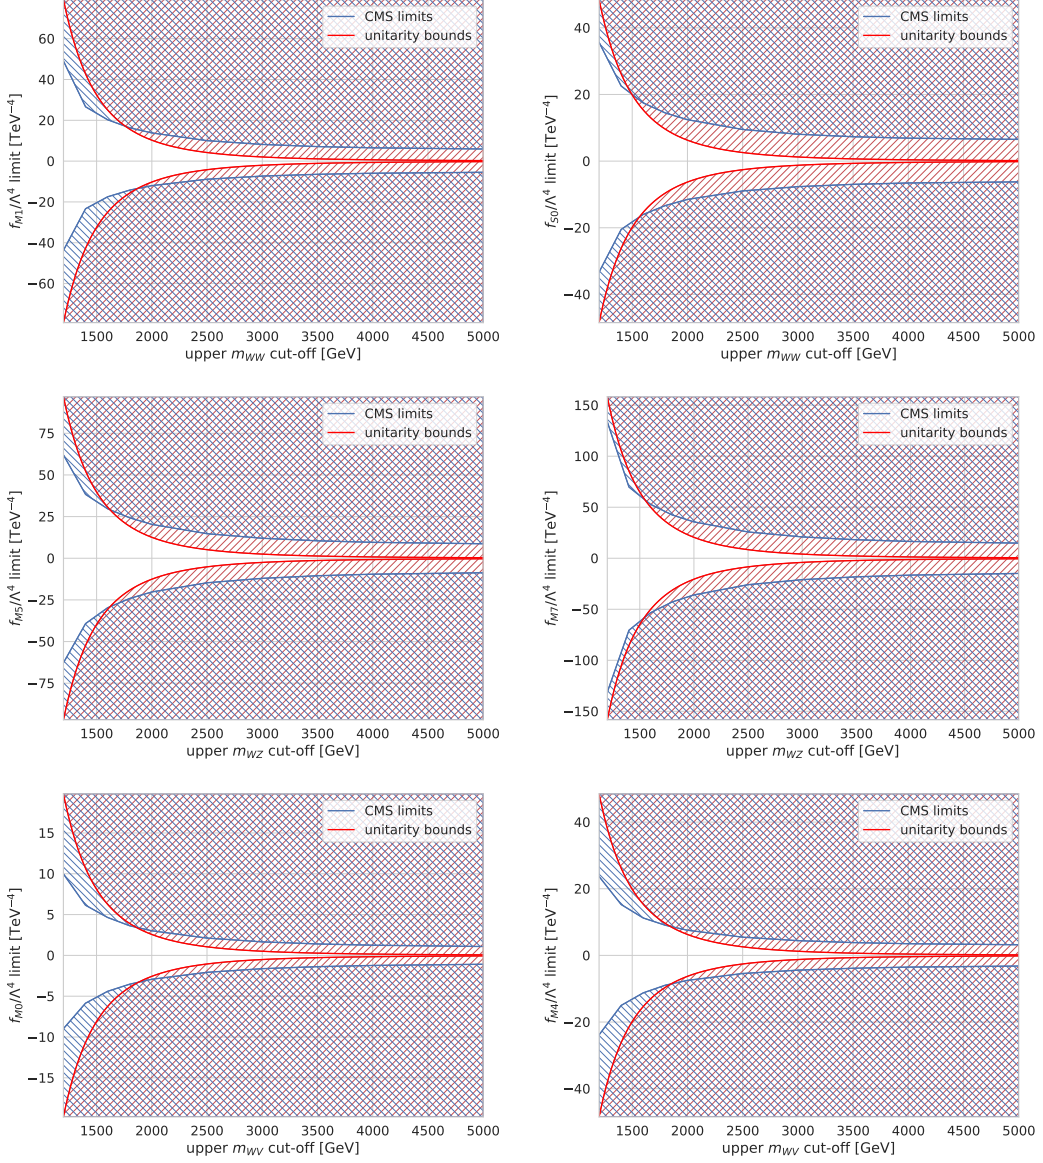 CMS limits
unitarity bounds
f_{M1}/Λ^4 limit [TeV^{-4}]
60
40
20
0
−20
−40
−60
1500 2000 2500 3000 3500 4000 4500 5000
upper m_{WW} cut-off [GeV]
CMS limits
unitarity bounds
f_{S0}/Λ^4 limit [TeV^{-4}]
40
20
0
−20
−40
1500 2000 2500 3000 3500 4000 4500 5000
upper m_{WW} cut-off [GeV]
CMS limits
unitarity bounds
f_{M5}/Λ^4 limit [TeV^{-4}]
75
50
25
0
−25
−50
−75
1500 2000 2500 3000 3500 4000 4500 5000
upper m_{WZ} cut-off [GeV]
CMS limits
unitarity bounds
f_{M7}/Λ^4 limit [TeV^{-4}]
150
100
50
0
−50
−100
−150
1500 2000 2500 3000 3500 4000 4500 5000
upper m_{WZ} cut-off [GeV]
CMS limits
unitarity bounds
f_{M0}/Λ^4 limit [TeV^{-4}]
15
10
5
0
−5
−10
−15
1500 2000 2500 3000 3500 4000 4500 5000
upper m_{WV} cut-off [GeV]
CMS limits
unitarity bounds
f_{M4}/Λ^4 limit [TeV^{-4}]
40
20
0
−20
−40
1500 2000 2500 3000 3500 4000 4500 5000
upper m_{WV} cut-off [GeV]